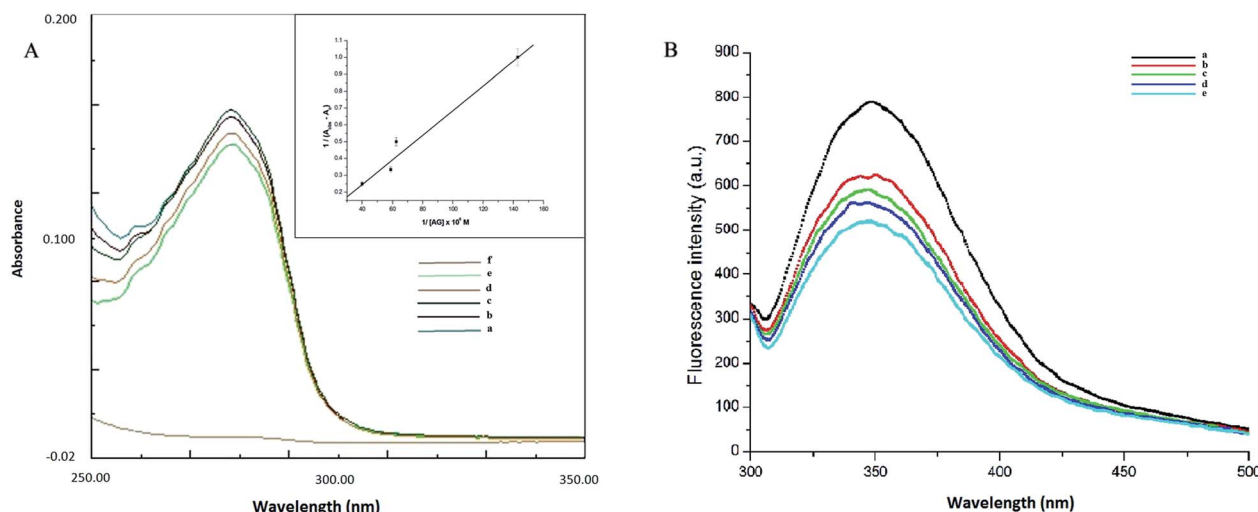 A
0.200
0.100
-0.02
Absorbance
250.00
300.00
350.00
Wavelength (nm)
1.1
1.0
0.9
0.8
0.7
0.6
0.5
0.4
0.3
0.2
40
60
80
100
120
140
160
f
e
d
c
b
a
B
900
800
700
600
500
400
300
200
100
0
Fluorescence intensity (a.u.)
300
350
400
450
500
Wavelength (nm)
a
b
c
d
e